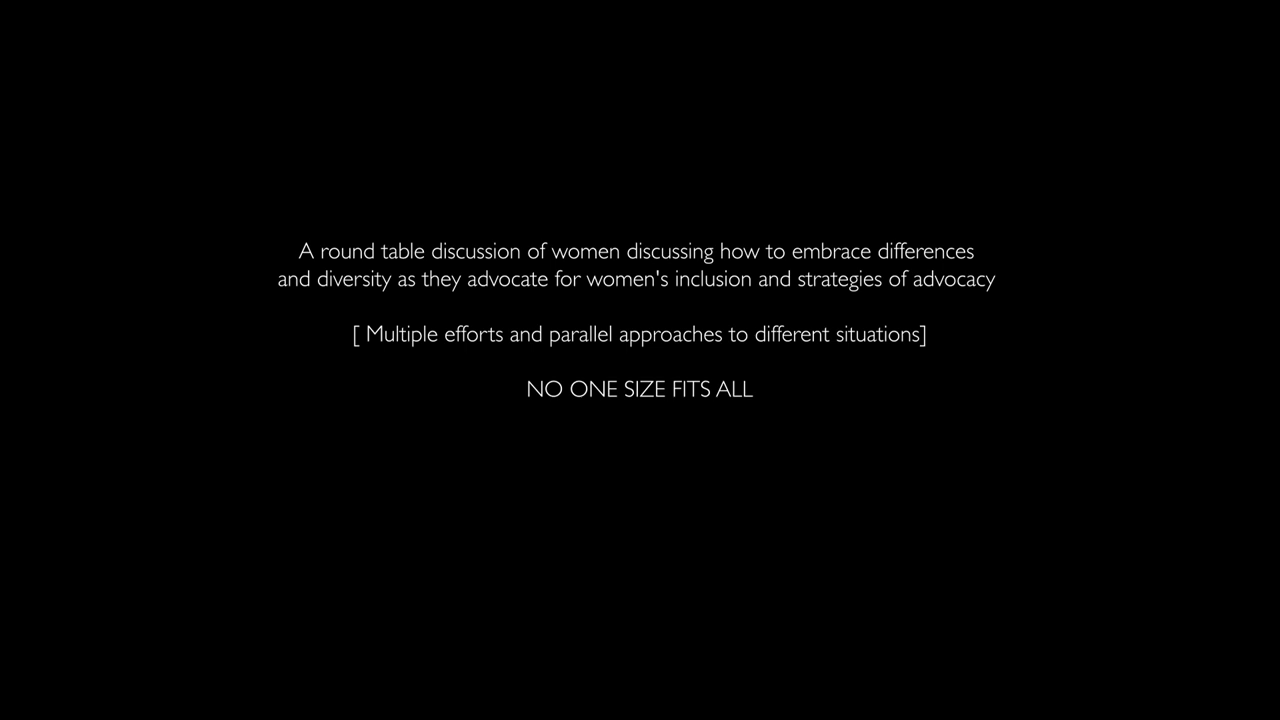 A round table discussion of women discussing how to embrace differences
and diversity as they advocate for women's inclusion and strategies of advocacy
[ Multiple efforts and parallel approaches to different situations]
NO ONE SIZE FITS ALL